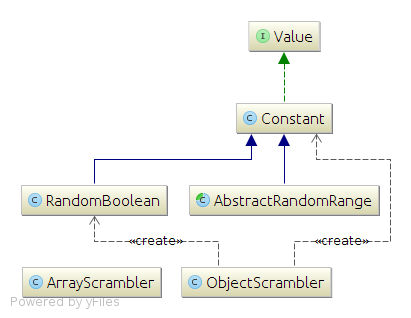 I Value
C Constant
C RandomBoolean
C AbstractRandomRange
«create»
«create»
C ArrayScrambler
C ObjectScrambler
Powered by yFiles